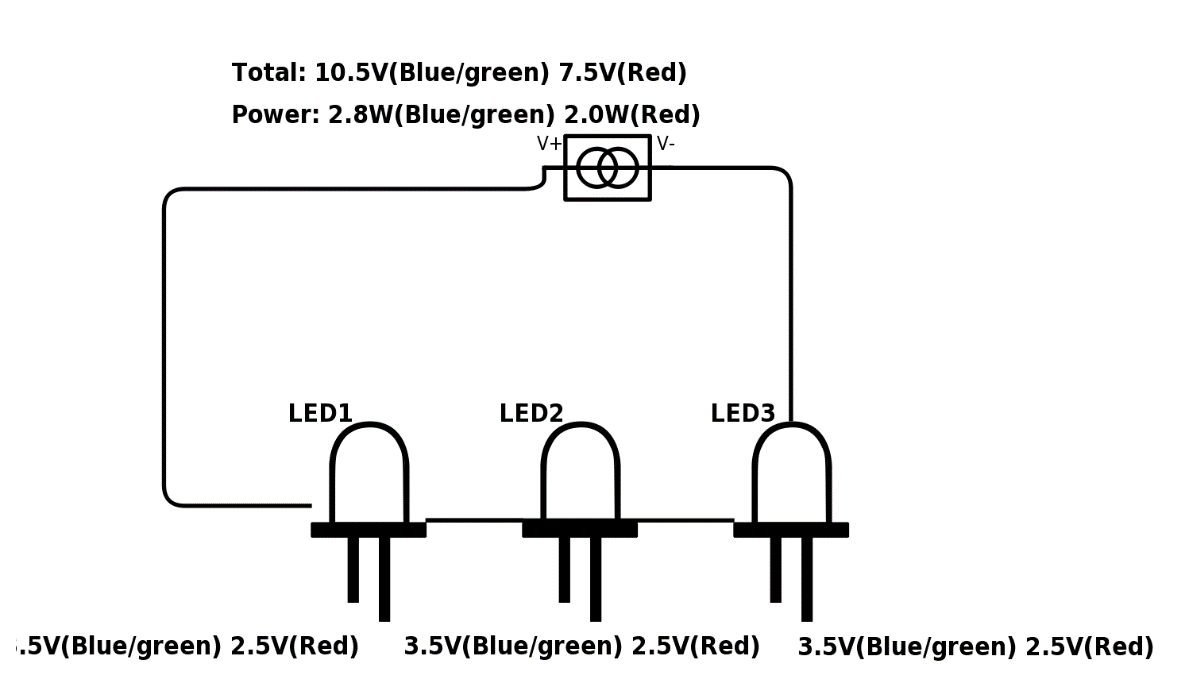 Total: 10.5V(Blue/green) 7.5V(Red)
Power: 2.8W(Blue/green) 2.0W(Red)
V+ V-
LED1 LED2 LED3
.5V(Blue/green) 2.5V(Red) 3.5V(Blue/green) 2.5V(Red) 3.5V(Blue/green) 2.5V(Red)